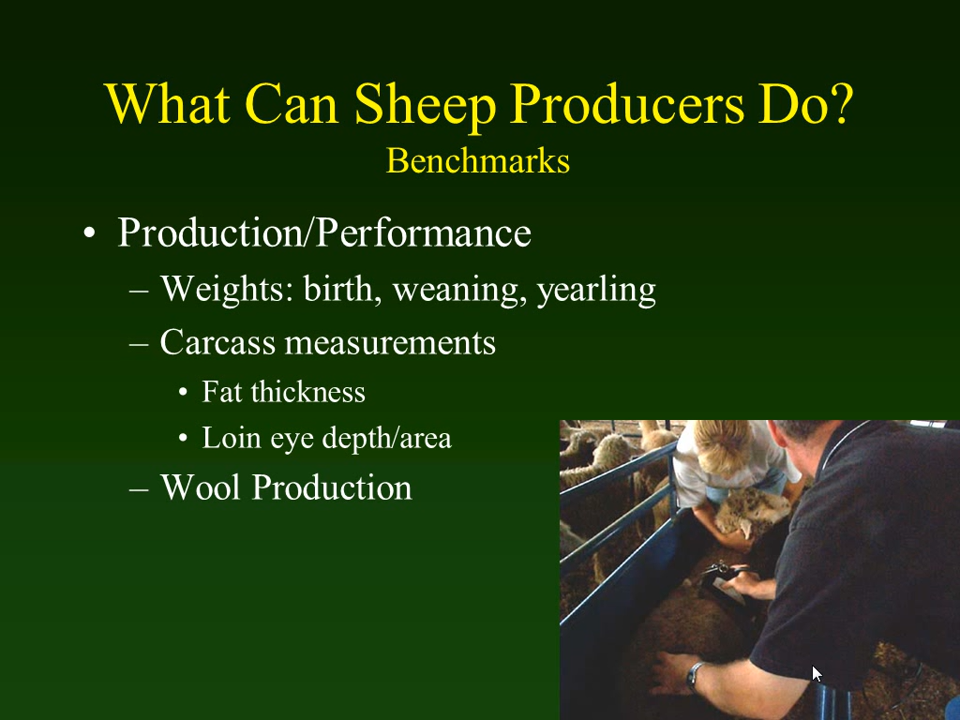 What Can Sheep Producers Do?
Benchmarks
• Production/Performance
– Weights: birth, weaning, yearling
– Carcass measurements
• Fat thickness
• Loin eye depth/area
– Wool Production